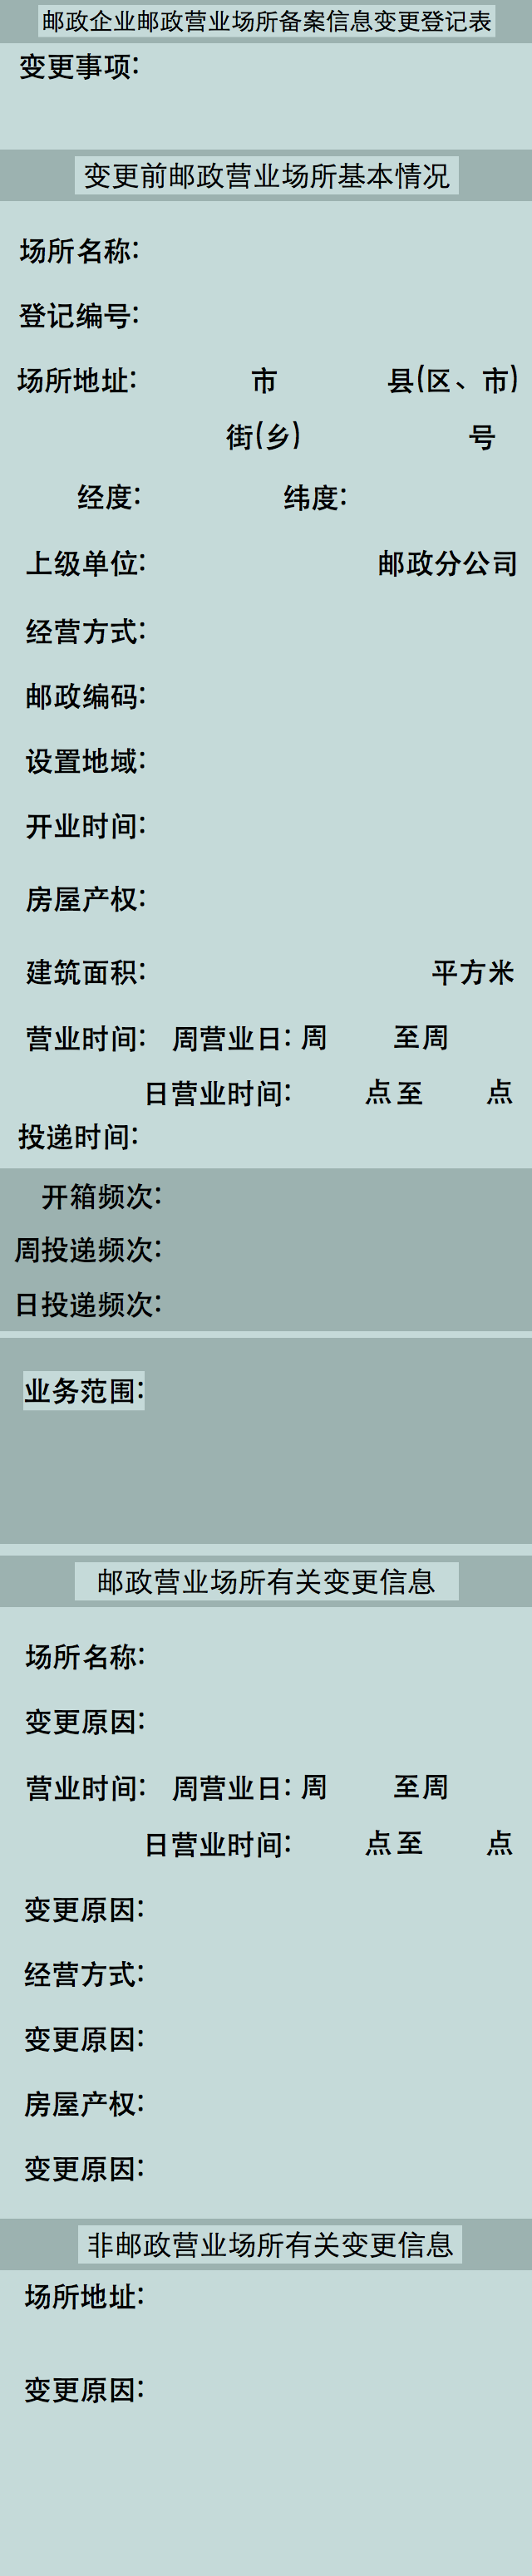 邮政企业邮政营业场所备案信息变更登记表
变更事项:
变更前邮政营业场所基本情况
场所名称:
登记编号:
场所地址: 市 县(区、市)
街(乡) 号
经度: 纬度:
上级单位: 邮政分公司
经营方式:
邮政编码:
设置地域:
开业时间:
房屋产权:
建筑面积: 平方米
营业时间: 周营业日: 周 至周
日营业时间: 点至 点
投递时间:
开箱频次:
周投递频次:
日投递频次:
业务范围:
邮政营业场所有关变更信息
场所名称:
变更原因:
营业时间: 周营业日: 周 至周
日营业时间: 点至 点
变更原因:
经营方式:
变更原因:
房屋产权:
变更原因:
非邮政营业场所有关变更信息
场所地址:
变更原因: